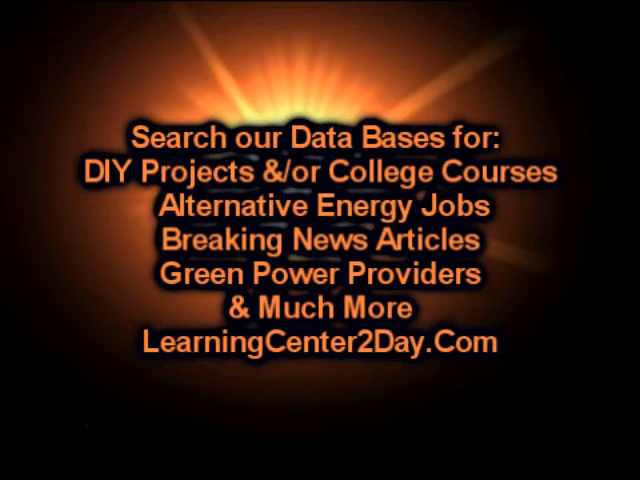 Search our Data Bases for:
DIY Projects &/or College Courses
Alternative Energy Jobs
Breaking News Articles
Green Power Providers
& Much More
LearningCenter2Day.Com